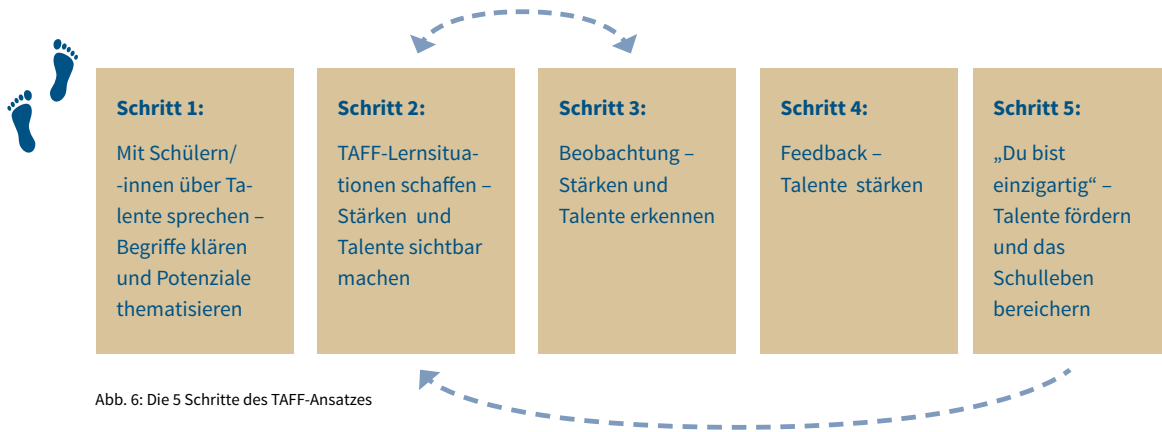 Schritt 1:
Mit Schülern/
-innen über Ta-
lente sprechen –
Begriffe klären
und Potenziale
thematisieren
Schritt 2:
TAFF-Lernsitua-
tionen schaffen –
Stärken und
Talente sichtbar
machen
Schritt 3:
Beobachtung –
Stärken und
Talente erkennen
Schritt 4:
Feedback –
Talente stärken
Schritt 5:
„Du bist
einzigartig“ –
Talente fördern
und das
Schulleben
bereichern
Abb. 6: Die 5 Schritte des TAFF-Ansatzes